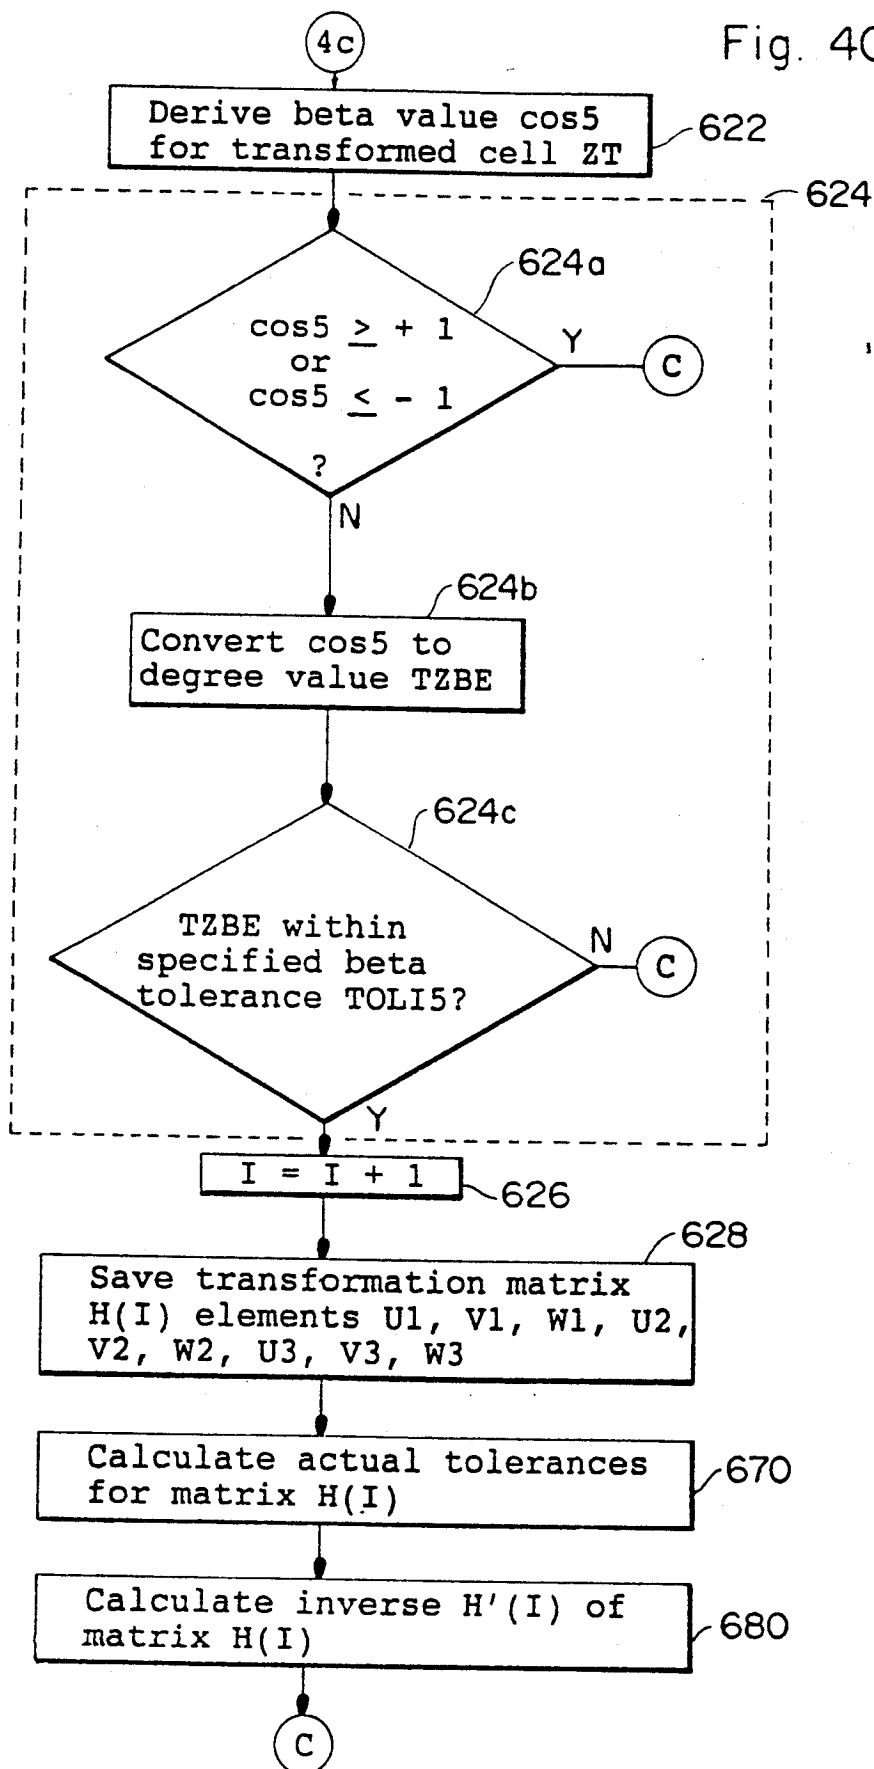 4c
Fig. 4C
Derive beta value cos5
for transformed cell ZT
622
624
624a
cos5 ≥ + 1
or
cos5 ≤ - 1
?
Y
C
N
624b
Convert cos5 to
degree value TZBE
624c
TZBE within
specified beta
tolerance TOLI5?
N
C
Y
I = I + 1
626
628
Save transformation matrix
H(I) elements U1, V1, W1, U2,
V2, W2, U3, V3, W3
Calculate actual tolerances
for matrix H(I)
670
Calculate inverse H'(I) of
matrix H(I)
680
C